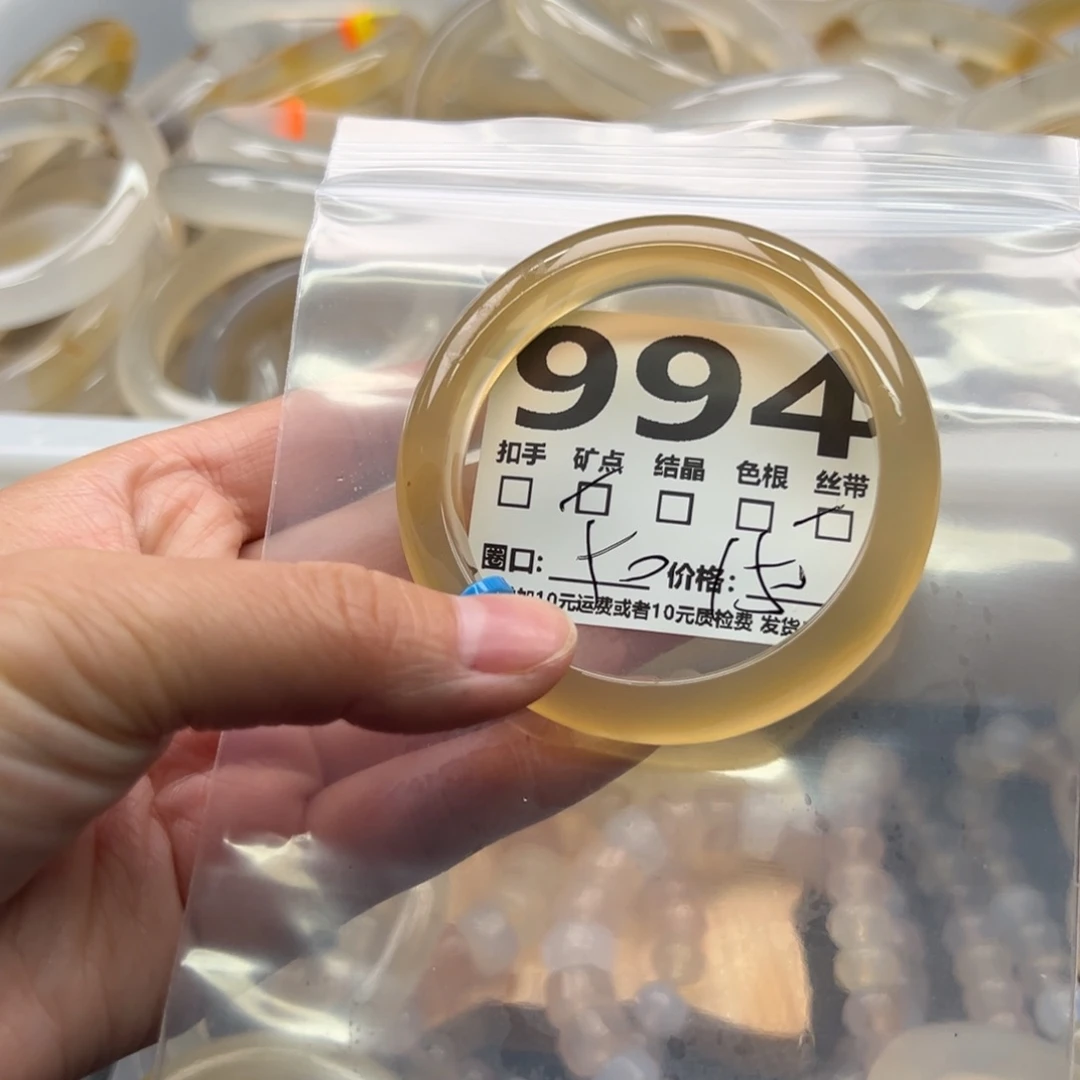 994
扣手 矿点 结晶 色根 丝带
圈口: 价格:
加10元运费或者10元质检费 发货